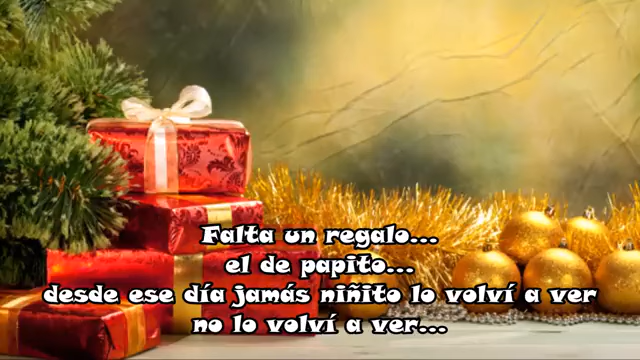 Falta un regalo...
el de papito...
desde ese día jamás niñito lo volví a ver
no lo volví a ver...